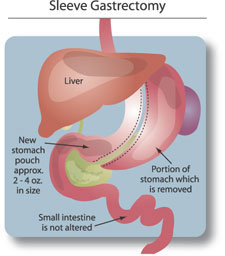 Sleeve Gastrectomy
Liver
New
stomach
pouch
approx.
2 - 4 oz.
in size
Portion of
stomach which
is removed
Small intestine
is not altered